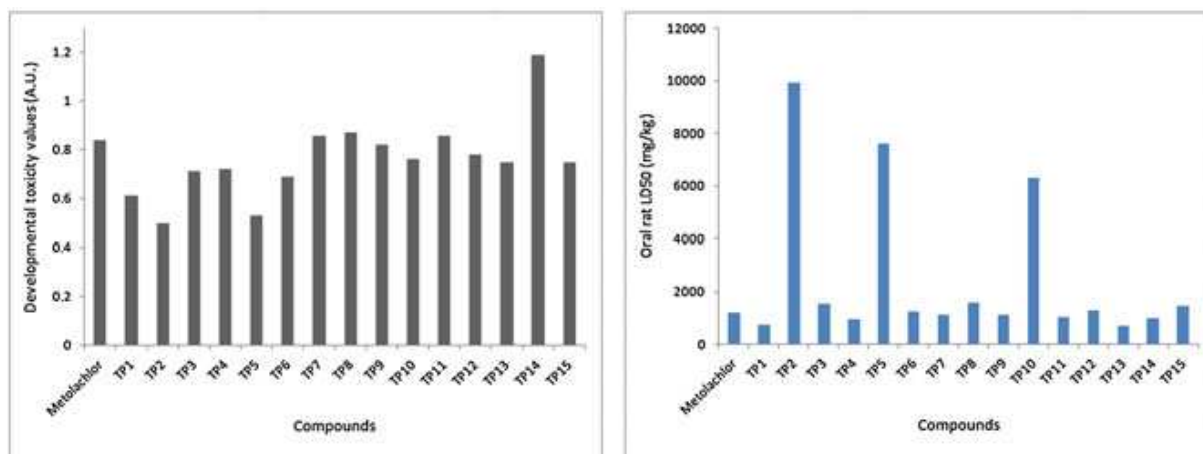 Developmental toxicity values (A.U.)
1.2
1
0.8
0.6
0.4
0.2
0
Metolachlor TP1 TP2 TP3 TP4 TP5 TP6 TP7 TP8 TP9 TP10 TP11 TP12 TP13 TP14 TP15
Compounds
Oral rat LD50 (mg/kg)
12000
10000
8000
6000
4000
2000
0
Metolachlor TP1 TP2 TP3 TP4 TP5 TP6 TP7 TP8 TP9 TP10 TP11 TP12 TP13 TP14 TP15
Compounds